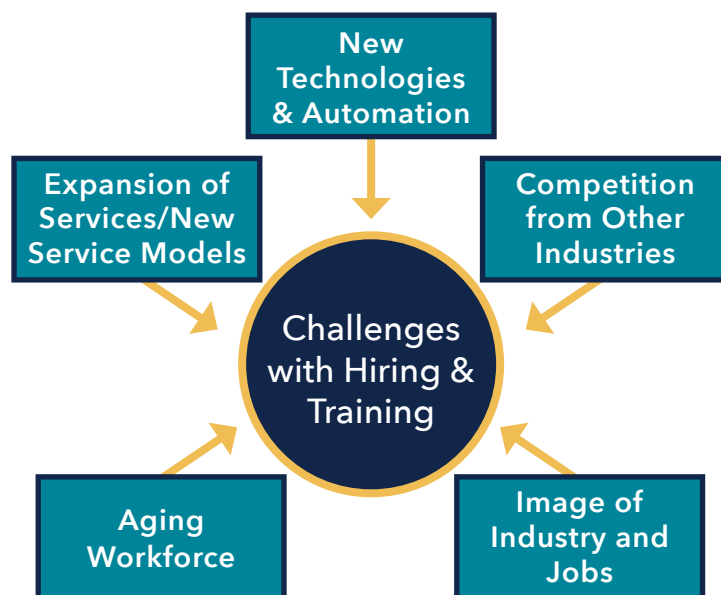 New
Technologies
& Automation
Expansion of
Services/New
Service Models
Competition
from Other
Industries
Challenges
with Hiring &
Training
Aging
Workforce
Image of
Industry and
Jobs